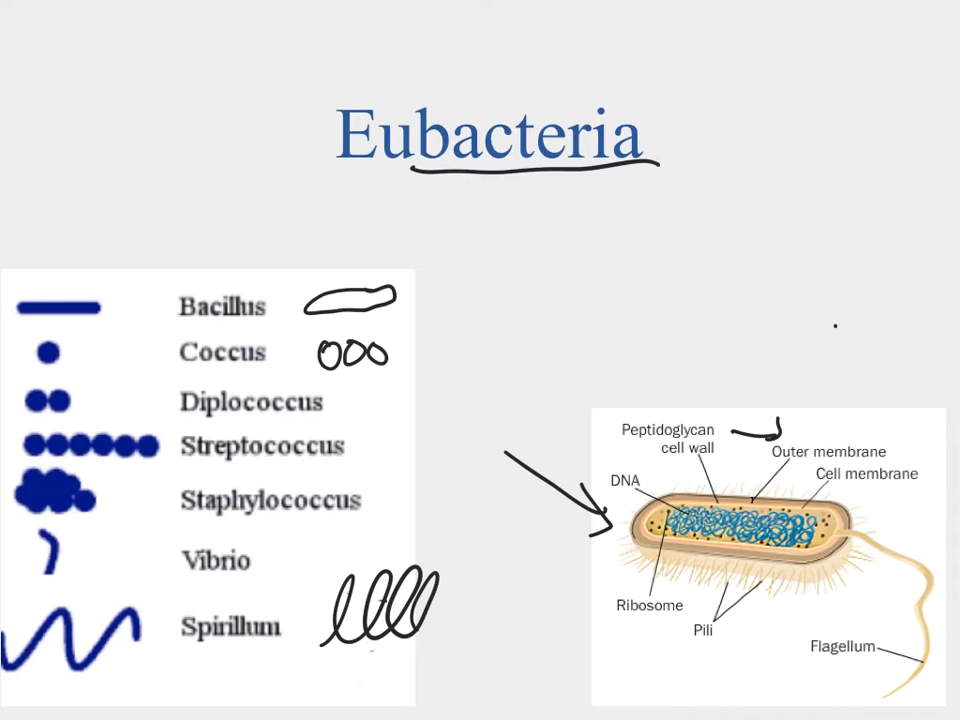 Eubacteria
Bacillus
Coccus
Diplococcus
Streptococcus
Staphylococcus
Vibrio
Spirillum
Peptidoglycan
cell wall
Outer membrane
Cell membrane
DNA
Ribosome
Pili
Flagellum